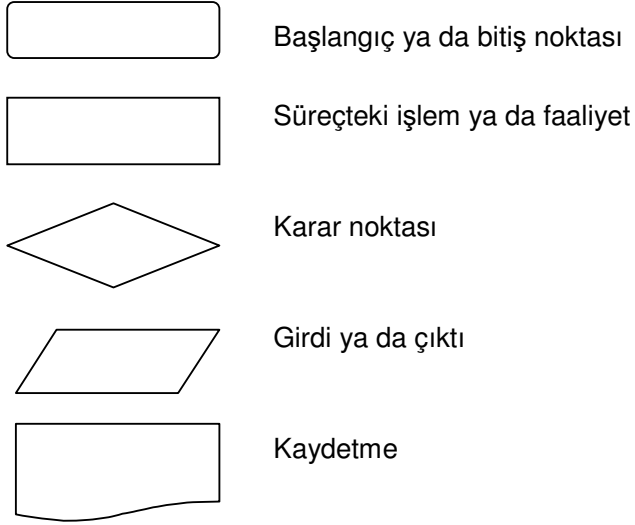 Başlangıç ya da bitiş noktası
Süreçteki işlem ya da faaliyet
Karar noktası
Girdi ya da çıktı
Kaydetme